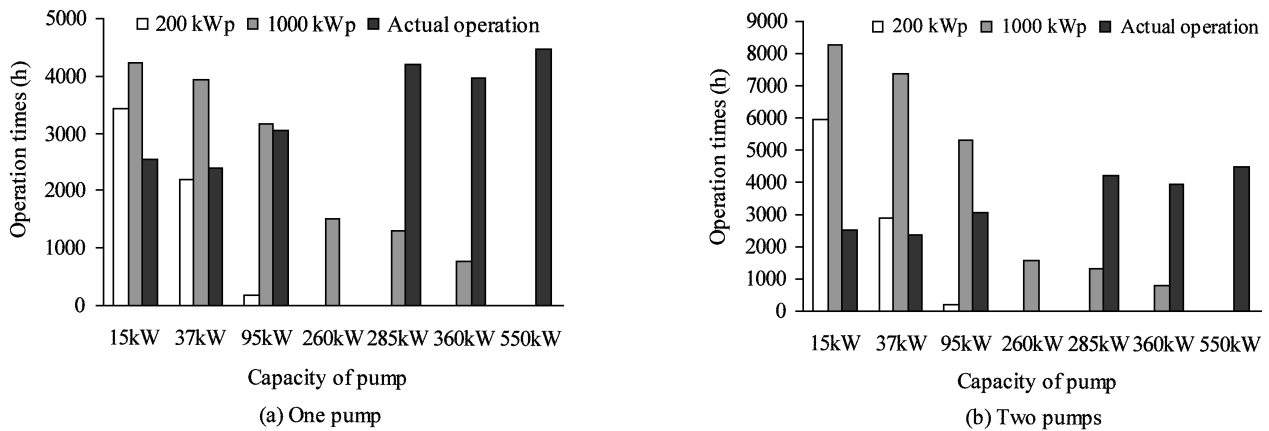 200 kWp 1000 kWp Actual operation
Operation times (h)
5000
4000
3000
2000
1000
0
15kW 37kW 95kW 260kW 285kW 360kW 550kW
Capacity of pump
(a) One pump
200 kWp 1000 kWp Actual operation
Operation times (h)
9000
8000
7000
6000
5000
4000
3000
2000
1000
0
15kW 37kW 95kW 260kW 285kW 360kW 550kW
Capacity of pump
(b) Two pumps